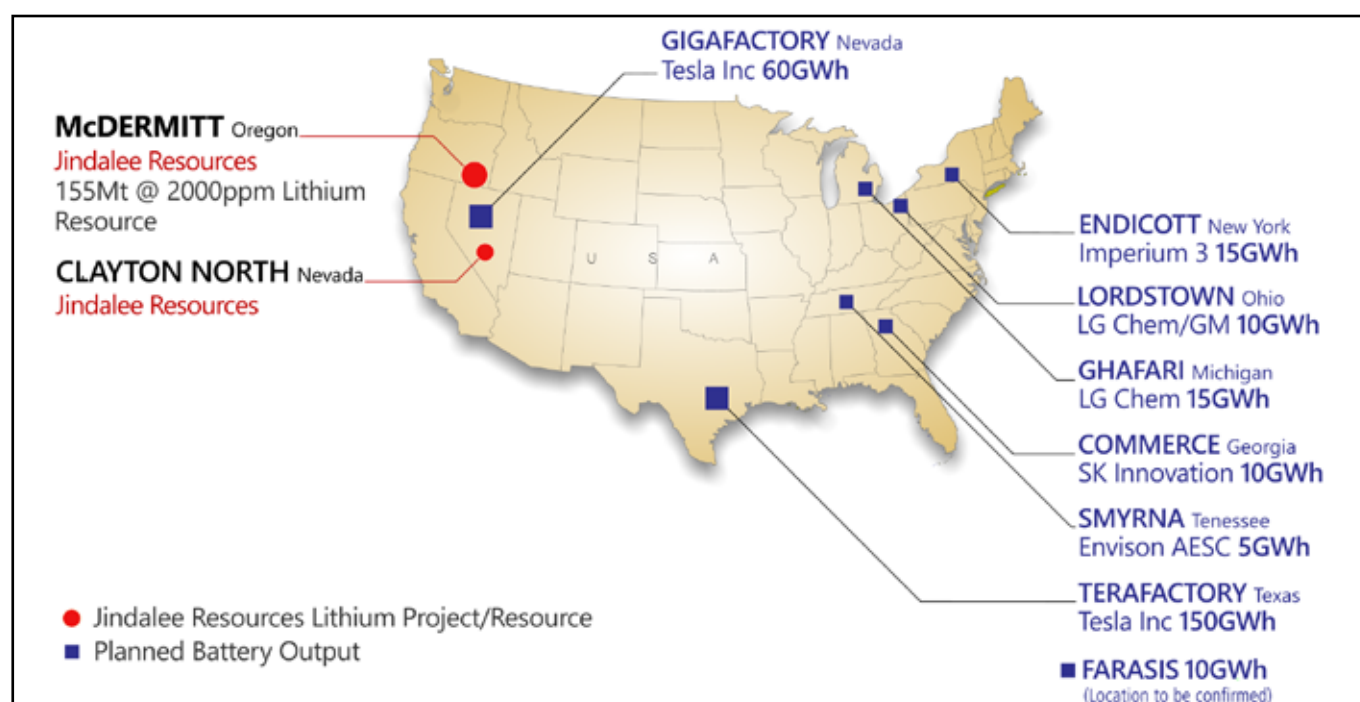 GIGAFACTORY Nevada
Tesla Inc 60GWh
McDERMITT Oregon
Jindalee Resources
155Mt @ 2000ppm Lithium
Resource
CLAYTON NORTH Nevada
Jindalee Resources
U S A
ENDICOTT New York
Imperium 3 15GWh
LORDSTOWN Ohio
LG Chem/GM 10GWh
GHAFARI Michigan
LG Chem 15GWh
COMMERCE Georgia
SK Innovation 10GWh
SMYRNA Tenessee
Envison AESC 5GWh
TERAFACTORY Texas
Tesla Inc 150GWh
FARASIS 10GWh
(Location to be confirmed)
Jindalee Resources Lithium Project/Resource
Planned Battery Output